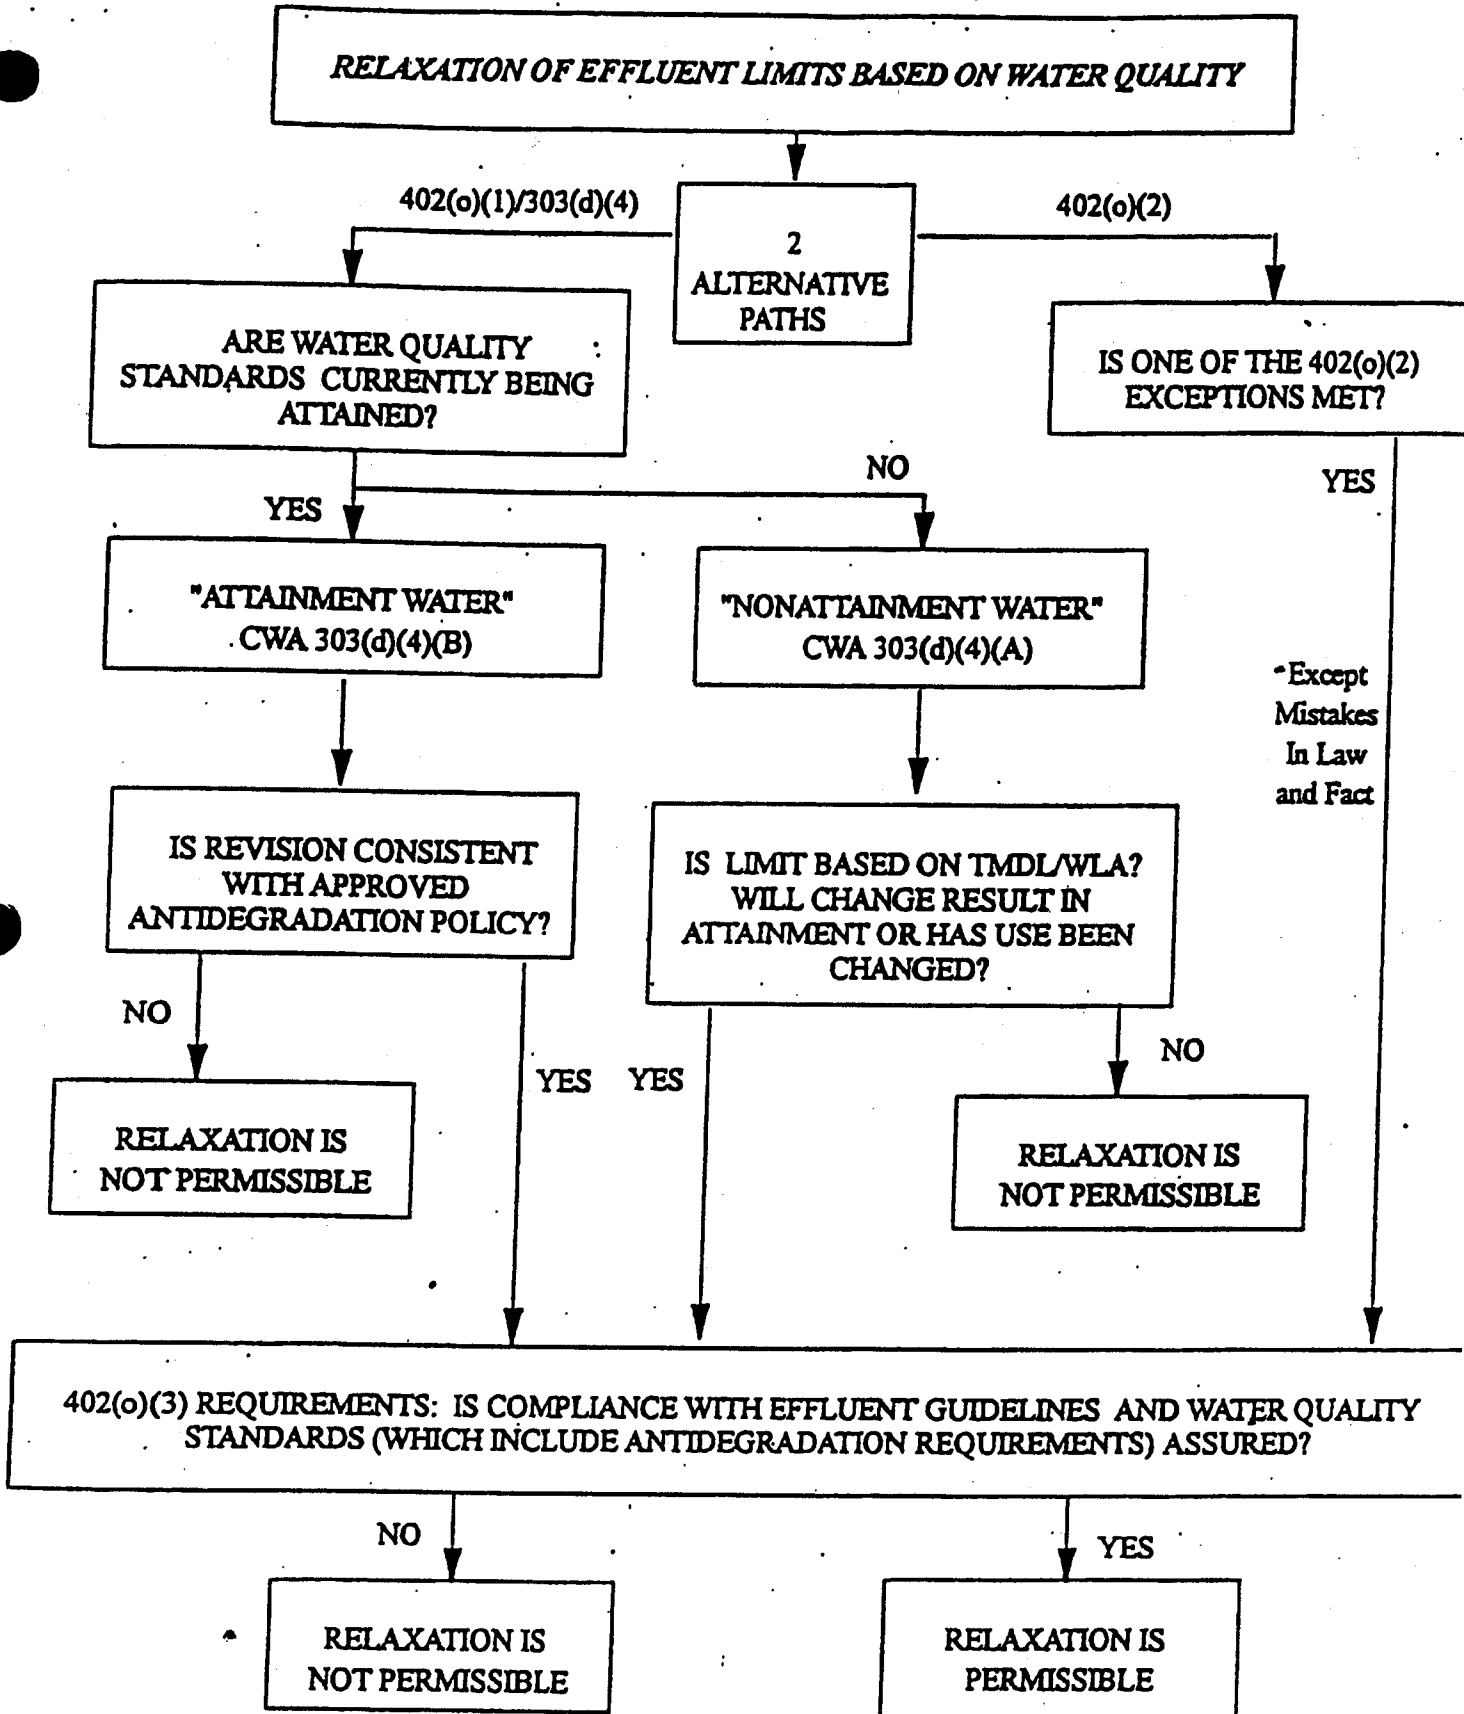 RELAXATION OF EFFLUENT LIMITS BASED ON WATER QUALITY
402(o)(1)/303(d)(4)
402(o)(2)
2
ALTERNATIVE
PATHS
ARE WATER QUALITY
STANDARDS CURRENTLY BEING
ATTAINED?
IS ONE OF THE 402(o)(2)
EXCEPTIONS MET?
NO
YES
YES
"ATTAINMENT WATER"
CWA 303(d)(4)(B)
"NONATTAINMENT WATER"
CWA 303(d)(4)(A)
*Except
Mistakes
In Law
and Fact
IS REVISION CONSISTENT
WITH APPROVED
ANTIDEGRADATION POLICY?
IS LIMIT BASED ON TMDL/WLA?
WILL CHANGE RESULT IN
ATTAINMENT OR HAS USE BEEN
CHANGED?
NO
YES
YES
NO
RELAXATION IS
NOT PERMISSIBLE
RELAXATION IS
NOT PERMISSIBLE
402(o)(3) REQUIREMENTS: IS COMPLIANCE WITH EFFLUENT GUIDELINES AND WATER QUALITY
STANDARDS (WHICH INCLUDE ANTIDEGRADATION REQUIREMENTS) ASSURED?
NO
YES
RELAXATION IS
NOT PERMISSIBLE
RELAXATION IS
PERMISSIBLE